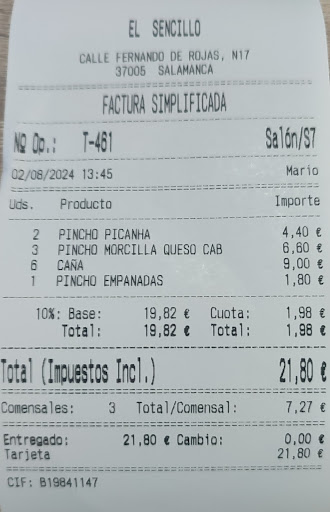 EL SENCILLO
CALLE FERNANDO DE ROJAS, N17
37005 SALAMANCA
FACTURA SIMPLIFICADA
Nº Op.: T-461 Salón/S7
02/08/2024 13:45 Mario
Uds. Producto Importe
2 PINCHO PICANHA 4,40 €
3 PINCHO MORCILLA QUESO CAB 6,60 €
6 CAÑA 9,00 €
1 PINCHO EMPANADAS 1,80 €
10%: Base: 19,82 € Cuota: 1,98 €
Total: 19,82 € Total: 1,98 €
Total (Impuestos Incl.) 21,80 €
Comensales: 3 Total/Comensal: 7,27 €
Entregado: 21,80 € Cambio: 0,00 €
Tarjeta 21,80 €
CIF: B19841147